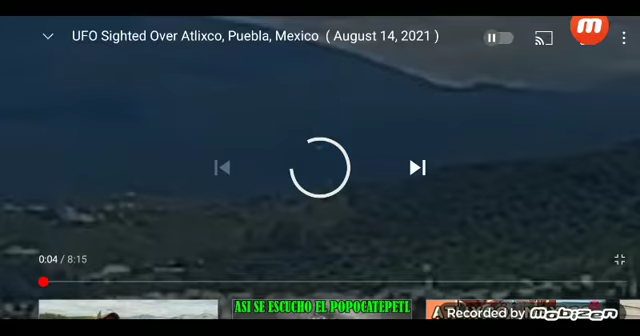 UFO Sighted Over Atlixco, Puebla, Mexico ( August 14, 2021 )
m
0:04 / 8:15
ASI SE ESCUCHO EL POPOCATEPETL
Recorded by mobizen